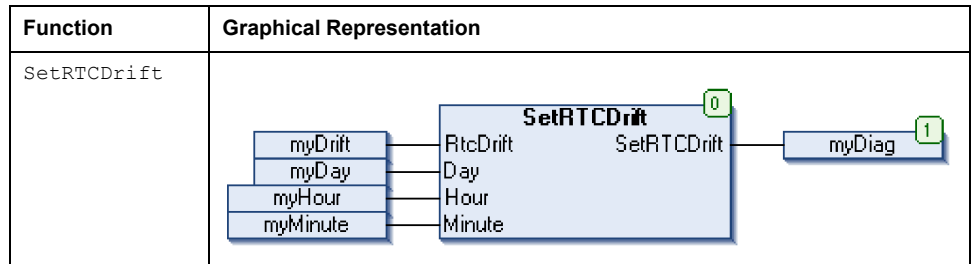 Function Graphical Representation
SetRTCDrift
0
SetRTCDrift
myDrift RtcDrift SetRTCDrift myDiag 1
myDay Day
myHour Hour
myMinute Minute